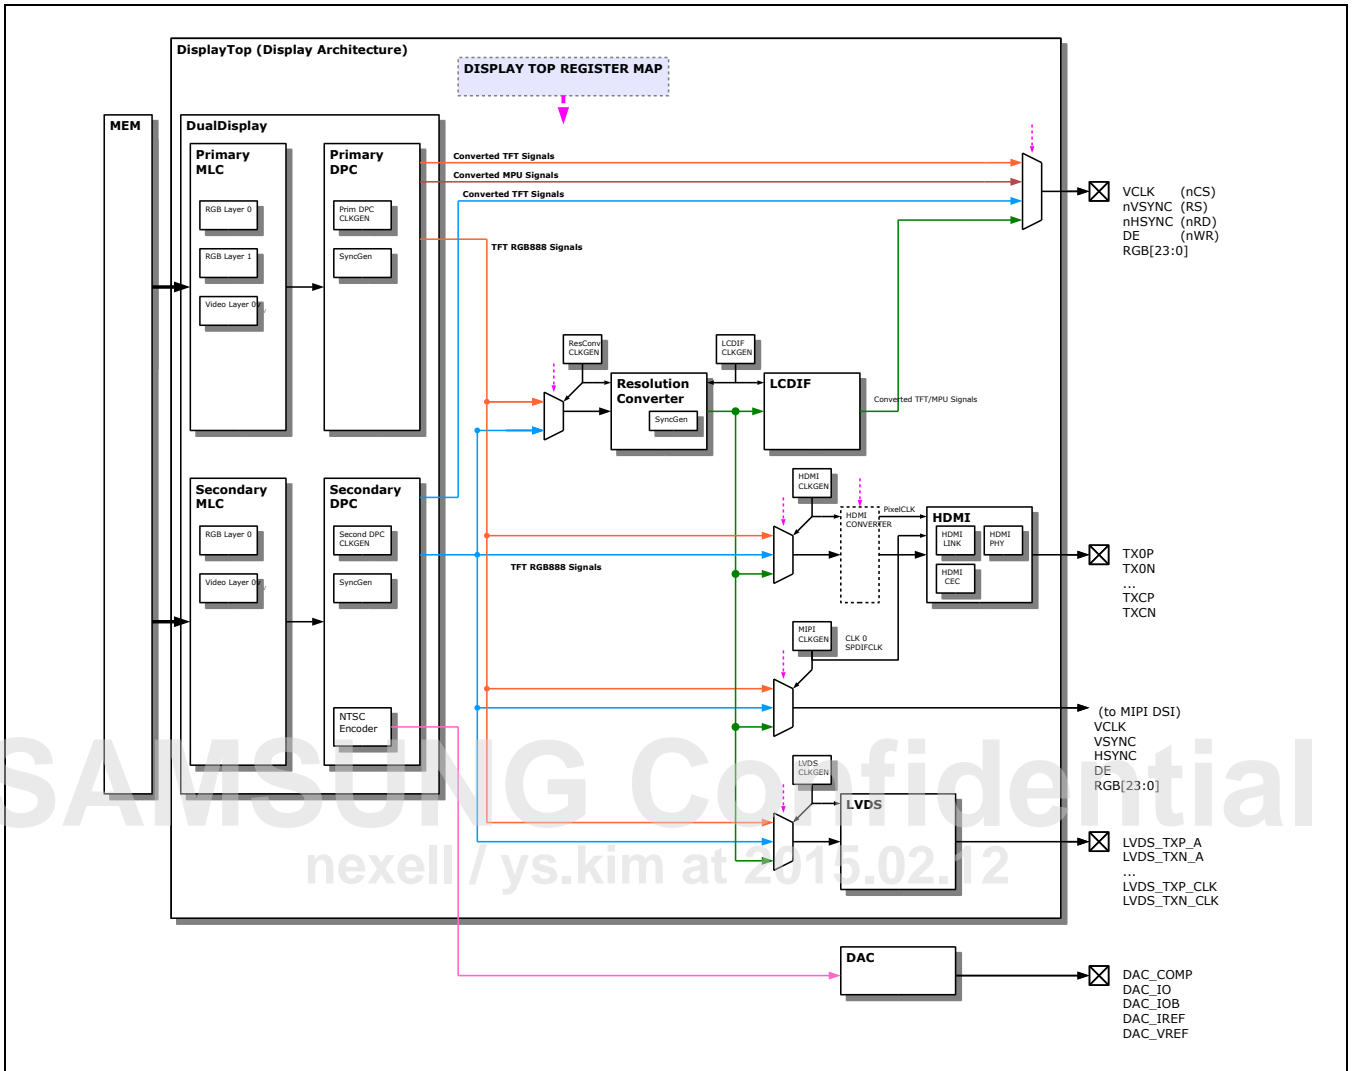 DisplayTop (Display Architecture)
DISPLAY TOP REGISTER MAP
MEM
DualDisplay
Primary
MLC
RGB Layer 0
RGB Layer 1
Video Layer 0
Primary
DPC
Prim DPC
CLKGEN
SyncGen
Converted TFT Signals
Converted MPU Signals
Converted TFT Signals
TFT RGB888 Signals
VCLK (nCS)
nVSYNC (RS)
nHSYNC (nRD)
DE (nWR)
RGB[23:0]
ResConv
CLKGEN
LCDIF
CLKGEN
Resolution
Converter
SyncGen
LCDIF
Converted TFT/MPU Signals
Secondary
MLC
RGB Layer 0
Video Layer 0
Secondary
DPC
Second DPC
CLKGEN
SyncGen
NTSC
Encoder
TFT RGB888 Signals
HDMI
CLKGEN
HDMI
CONVERTER
PixelCLK
HDMI
HDMI
LINK
HDMI
PHY
HDMI
CEC
TX0P
TX0N
...
TXCP
TXCN
MIPI
CLKGEN
CLK 0
SPDIFCLK
(to MIPI DSI)
VCLK
VSYNC
HSYNC
DE
RGB[23:0]
SAMSUNG Confidential
LVDS
CLKGEN
LVDS
nexell / ys.kim at 2015.02.12
LVDS_TXP_A
LVDS_TXN_A
...
LVDS_TXP_CLK
LVDS_TXN_CLK
DAC
DAC_COMP
DAC_IO
DAC_IOB
DAC_IREF
DAC_VREF